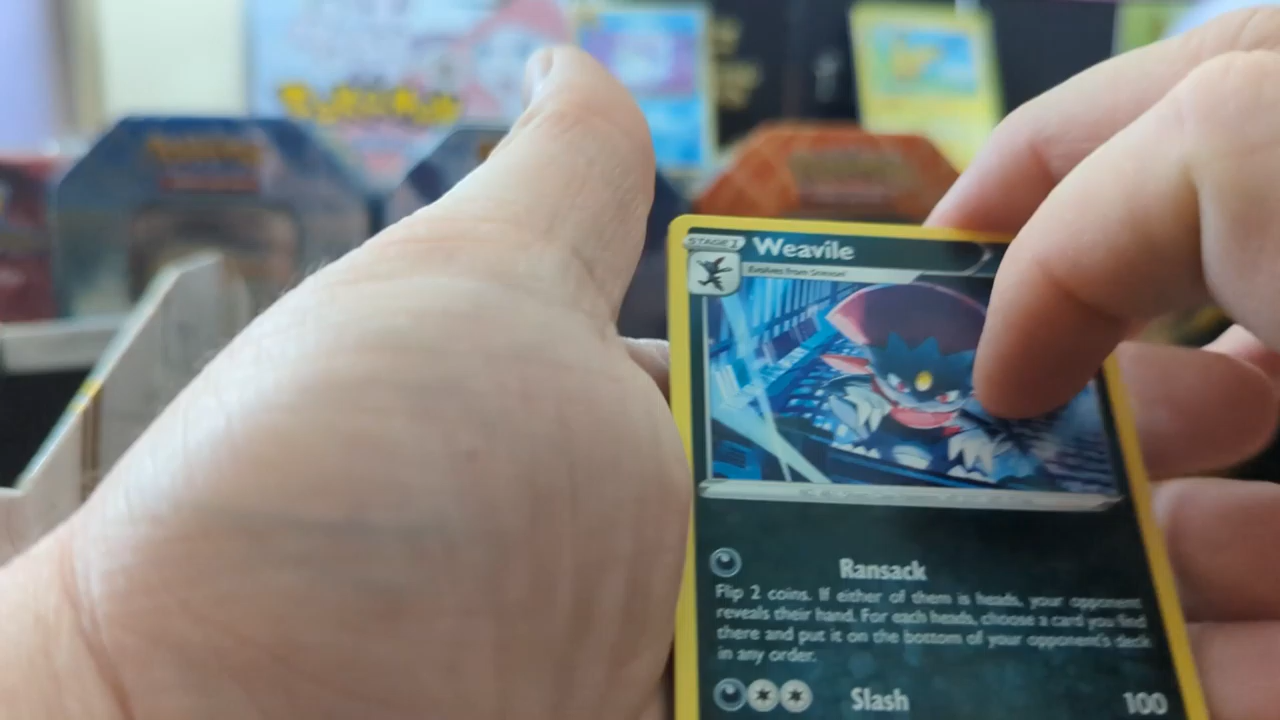 Pokémon
STAGE 1
Weavile
Evolves from Sneasel
Ransack
Flip 2 coins. If either of them is heads, your opponent
reveals their hand. For each heads, choose a card you find
there and put it on the bottom of your opponent's deck
in any order.
Slash 100